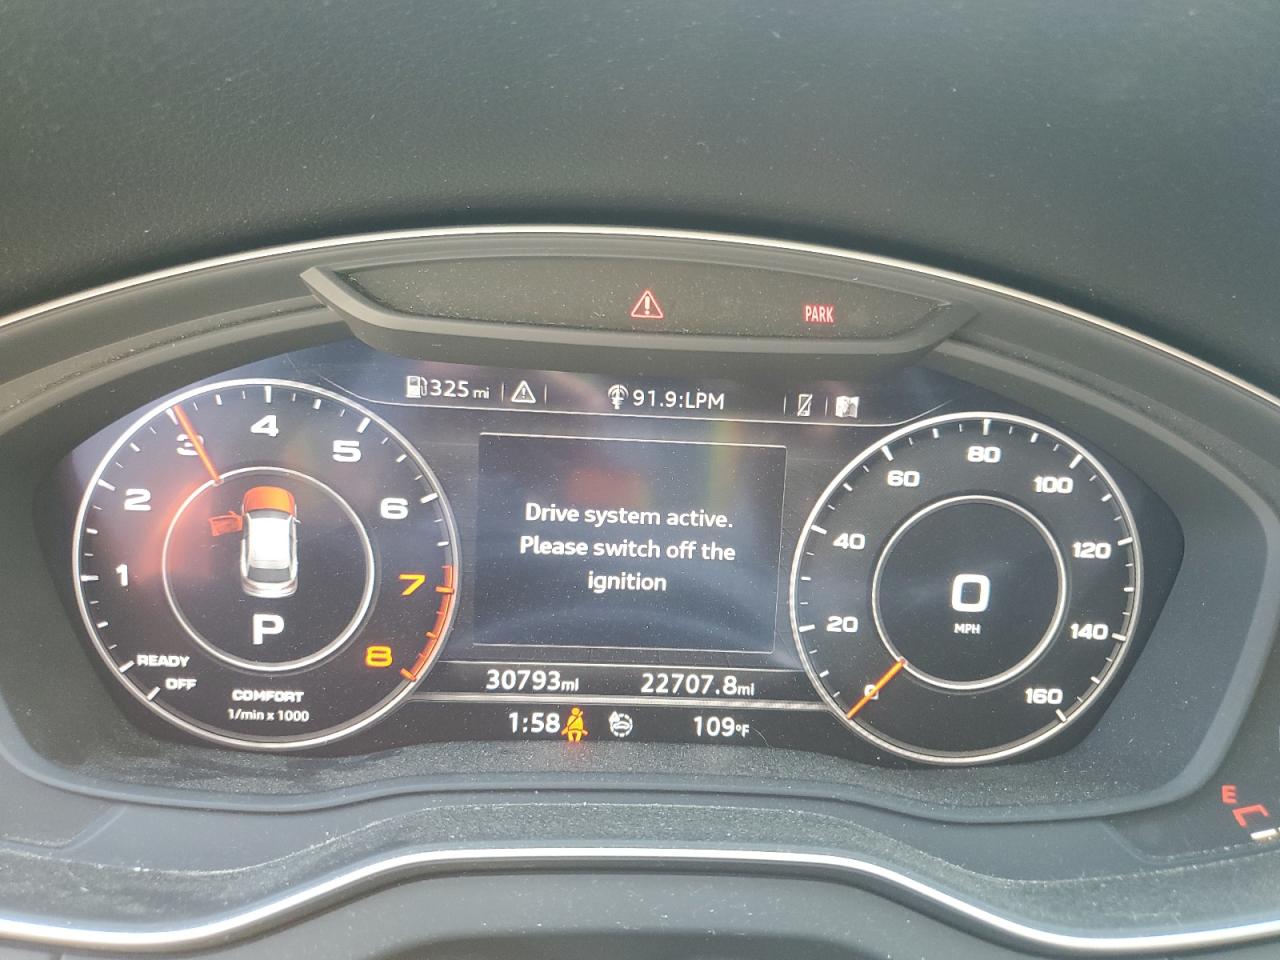 PARK
325 mi
91.9:LPM
1
2
3
4
5
6
7
8
P
READY
OFF
COMFORT
1/min x 1000
Drive system active.
Please switch off the
ignition
30793mi
22707.8mi
1:58
109°F
0
20
40
60
80
100
120
140
160
0
MPH
E